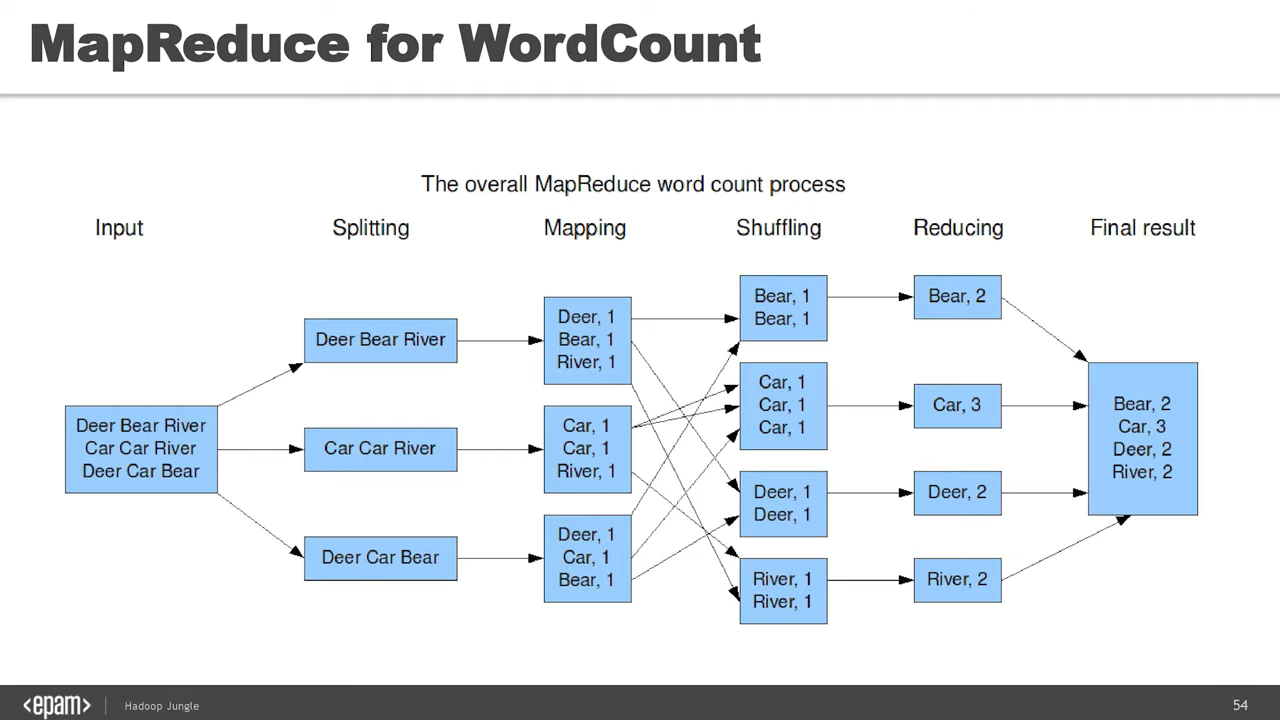 MapReduce for WordCount
The overall MapReduce word count process
Input
Splitting
Mapping
Shuffling
Reducing
Final result
Deer Bear River
Car Car River
Deer Car Bear
Deer Bear River
Car Car River
Deer Car Bear
Deer, 1
Bear, 1
River, 1
Car, 1
Car, 1
River, 1
Deer, 1
Car, 1
Bear, 1
Bear, 1
Bear, 1
Car, 1
Car, 1
Car, 1
Deer, 1
Deer, 1
River, 1
River, 1
Bear, 2
Car, 3
Deer, 2
River, 2
Bear, 2
Car, 3
Deer, 2
River, 2
<epam>
Hadoop Jungle
54